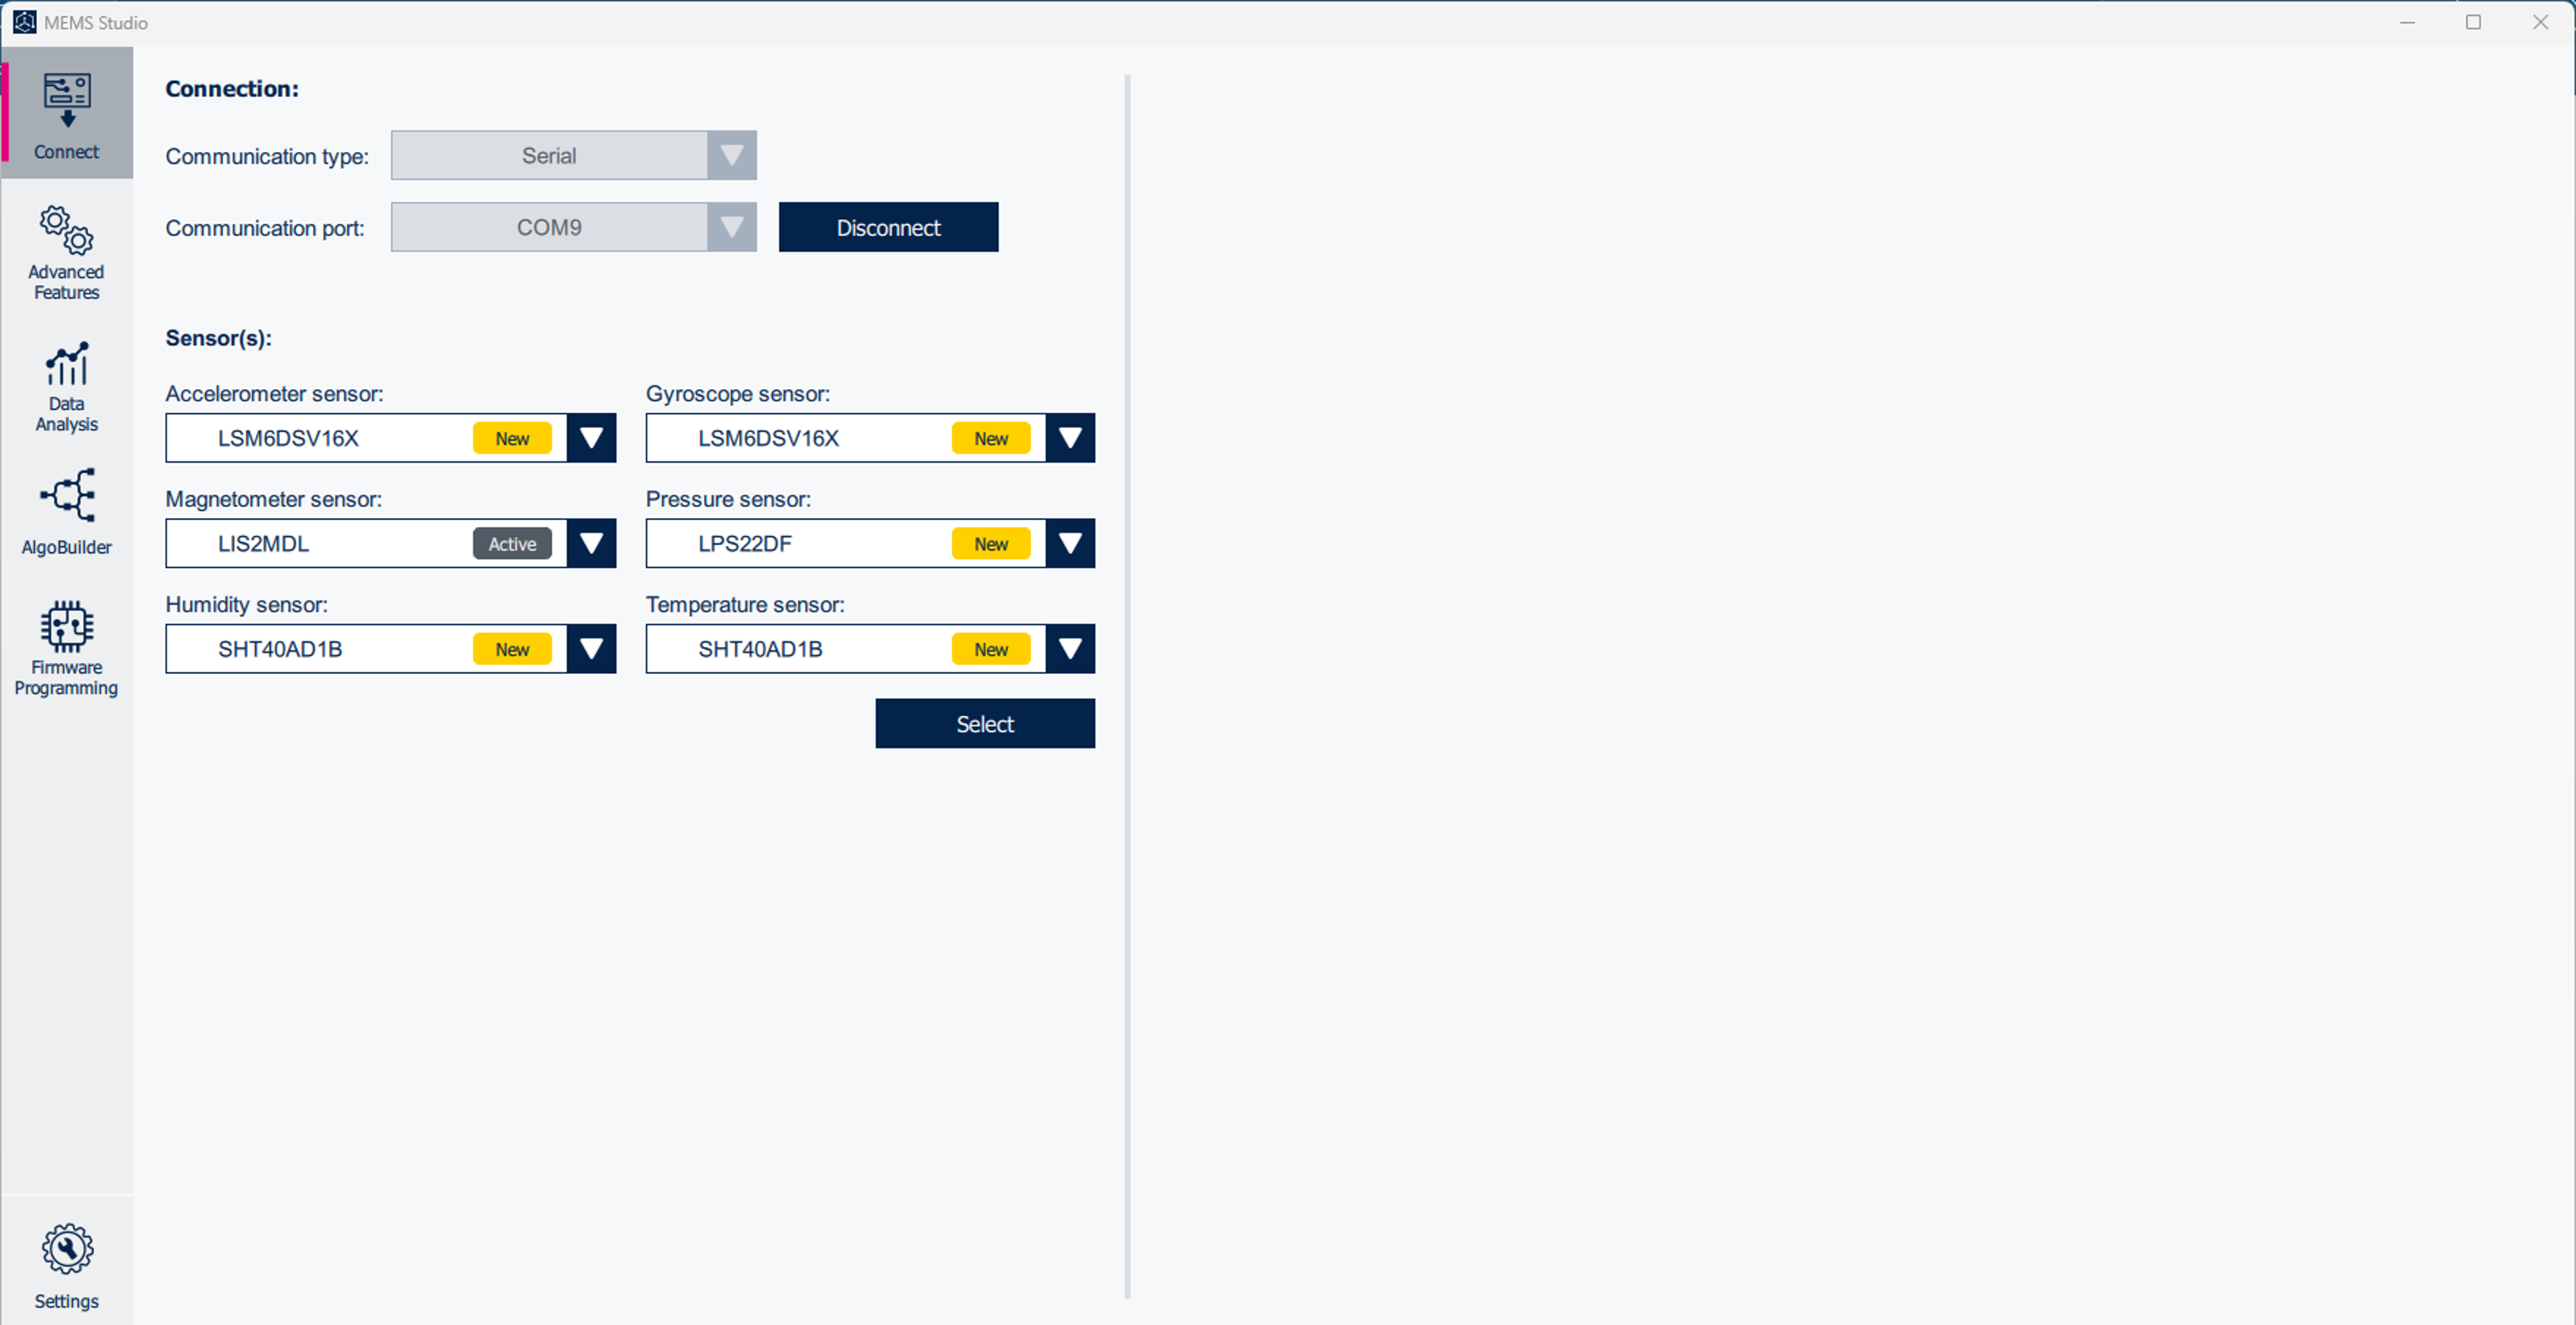 MEMS Studio
Connect
Advanced
Features
Data
Analysis
AlgoBuilder
Firmware
Programming
Settings
Connection:
Communication type:
Serial
Communication port:
COM9
Disconnect
Sensor(s):
Accelerometer sensor:
LSM6DSV16X
New
Gyroscope sensor:
LSM6DSV16X
New
Magnetometer sensor:
LIS2MDL
Active
Pressure sensor:
LPS22DF
New
Humidity sensor:
SHT40AD1B
New
Temperature sensor:
SHT40AD1B
New
Select